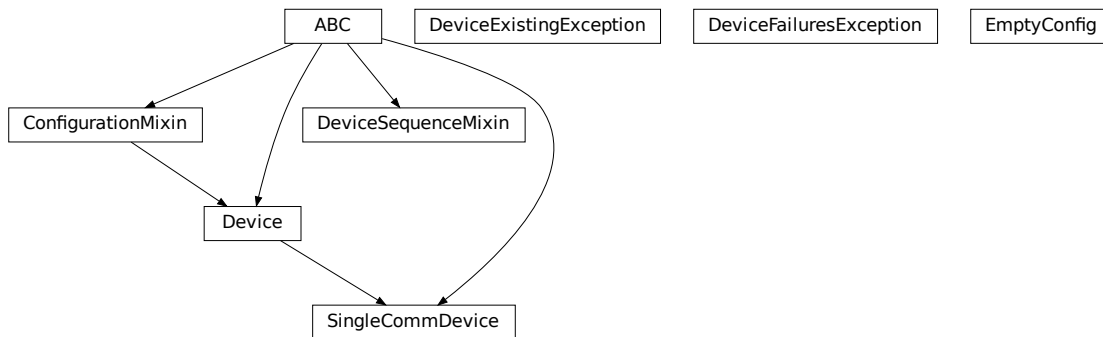 ABC
DeviceExistingException
DeviceFailuresException
EmptyConfig
ConfigurationMixin
DeviceSequenceMixin
Device
SingleCommDevice